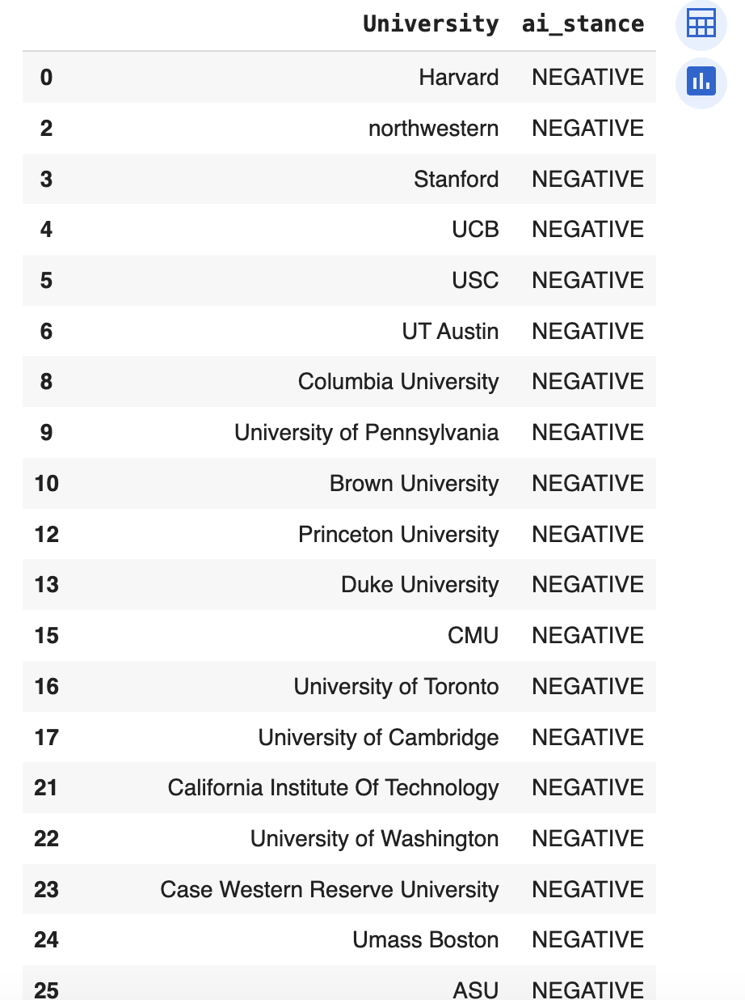 University ai_stance
0 Harvard NEGATIVE
2 northwestern NEGATIVE
3 Stanford NEGATIVE
4 UCB NEGATIVE
5 USC NEGATIVE
6 UT Austin NEGATIVE
8 Columbia University NEGATIVE
9 University of Pennsylvania NEGATIVE
10 Brown University NEGATIVE
12 Princeton University NEGATIVE
13 Duke University NEGATIVE
15 CMU NEGATIVE
16 University of Toronto NEGATIVE
17 University of Cambridge NEGATIVE
21 California Institute Of Technology NEGATIVE
22 University of Washington NEGATIVE
23 Case Western Reserve University NEGATIVE
24 Umass Boston NEGATIVE
25 ASU NEGATIVE